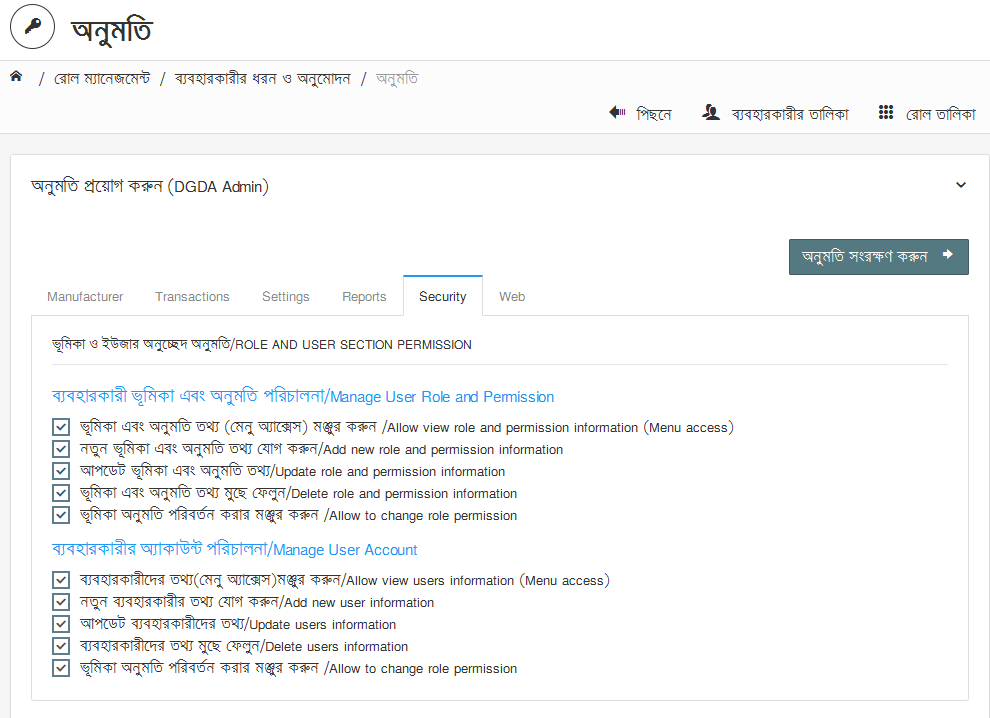 অনুমতি
/ রোল ম্যানেজমেন্ট / ব্যবহারকারীর ধরন ও অনুমোদন / অনুমতি
পিছনে ব্যবহারকারীর তালিকা রোল তালিকা
অনুমতি প্রয়োগ করুন (DGDA Admin)
অনুমতি সংরক্ষণ করুন
Manufacturer Transactions Settings Reports Security Web
ভূমিকা ও ইউজার অনুচ্ছেদ অনুমতি/ROLE AND USER SECTION PERMISSION
ব্যবহারকারী ভূমিকা এবং অনুমতি পরিচালনা/Manage User Role and Permission
ভূমিকা এবং অনুমতি তথ্য (মেনু অ্যাক্সেস) মঞ্জুর করুন /Allow view role and permission information (Menu access)
নতুন ভূমিকা এবং অনুমতি তথ্য যোগ করুন/Add new role and permission information
আপডেট ভূমিকা এবং অনুমতি তথ্য/Update role and permission information
ভূমিকা এবং অনুমতি তথ্য মুছে ফেলুন/Delete role and permission information
ভূমিকা অনুমতি পরিবর্তন করার মঞ্জুর করুন /Allow to change role permission
ব্যবহারকারীর অ্যাকাউন্ট পরিচালনা/Manage User Account
ব্যবহারকারীদের তথ্য(মেনু অ্যাক্সেস)মঞ্জুর করুন/Allow view users information (Menu access)
নতুন ব্যবহারকারীর তথ্য যোগ করুন/Add new user information
আপডেট ব্যবহারকারীদের তথ্য/Update users information
ব্যবহারকারীদের তথ্য মুছে ফেলুন/Delete users information
ভূমিকা অনুমতি পরিবর্তন করার মঞ্জুর করুন /Allow to change role permission